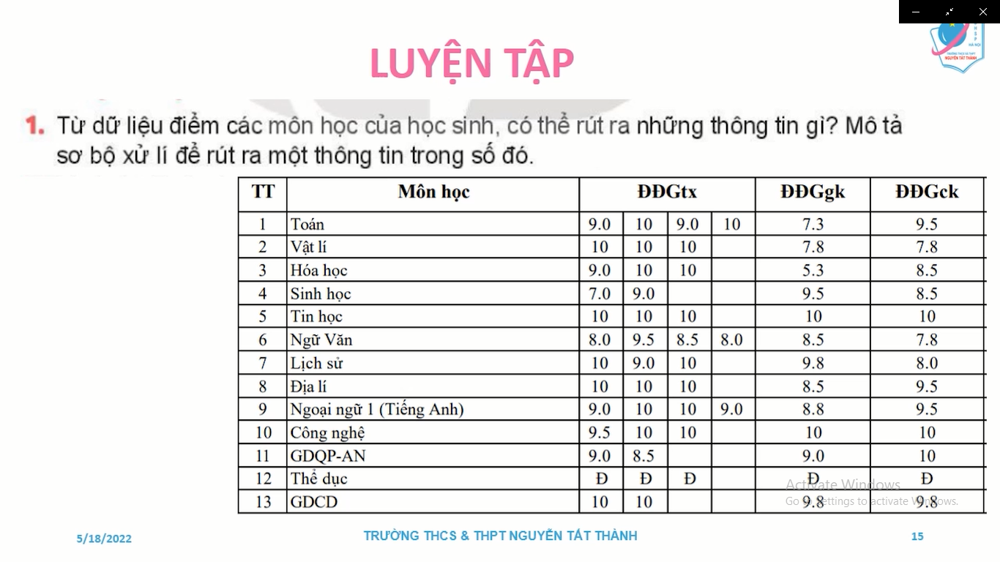 H
S
P
HÀ NỘI
TRƯỜNG THCS VÀ THPT
NGUYỄN TẤT THÀNH
LUYỆN TẬP
1. Từ dữ liệu điểm các môn học của học sinh, có thể rút ra những thông tin gì? Mô tả
sơ bộ xử lí để rút ra một thông tin trong số đó.
TT Môn học ĐĐGtx ĐĐGgk ĐĐGck
1 Toán 9.0 10 9.0 10 7.3 9.5
2 Vật lí 10 10 10 7.8 7.8
3 Hóa học 9.0 10 10 5.3 8.5
4 Sinh học 7.0 9.0 9.5 8.5
5 Tin học 10 10 10 10 10
6 Ngữ Văn 8.0 9.5 8.5 8.0 8.5 7.8
7 Lịch sử 10 9.0 10 9.8 8.0
8 Địa lí 10 10 10 8.5 9.5
9 Ngoại ngữ 1 (Tiếng Anh) 9.0 10 10 9.0 8.8 9.5
10 Công nghệ 9.5 10 10 10 10
11 GDQP-AN 9.0 8.5 9.0 10
12 Thể dục Đ Đ Đ Đ Đ
13 GDCD 10 10 9.8 9.8
Activate Windows
Go to Settings to activate Windows.
5/18/2022 TRƯỜNG THCS & THPT NGUYỄN TẤT THÀNH 15